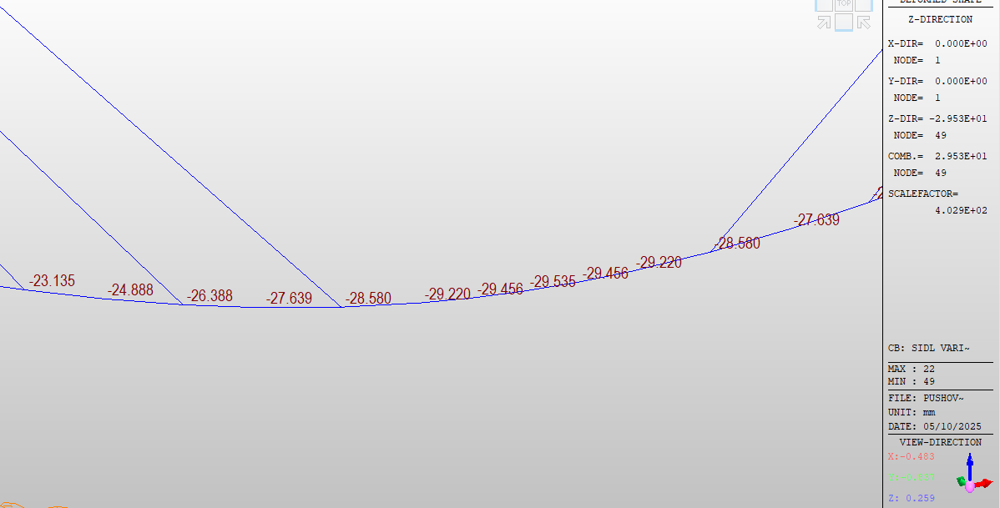 TOP
DEFORMED SHAPE
Z-DIRECTION
X-DIR= 0.000E+00
NODE= 1
Y-DIR= 0.000E+00
NODE= 1
Z-DIR= -2.953E+01
NODE= 49
COMB.= 2.953E+01
NODE= 49
SCALEFACTOR=
4.029E+02
-27.639
-28.580
-29.220
-29.456
-29.535
-29.456
-29.220
-28.580
-27.639
-26.388
-24.888
-23.135
CB: SIDL VARI~
MAX : 22
MIN : 49
FILE: PUSHOV~
UNIT: mm
DATE: 05/10/2025
VIEW-DIRECTION
X:-0.483
Z: 0.259